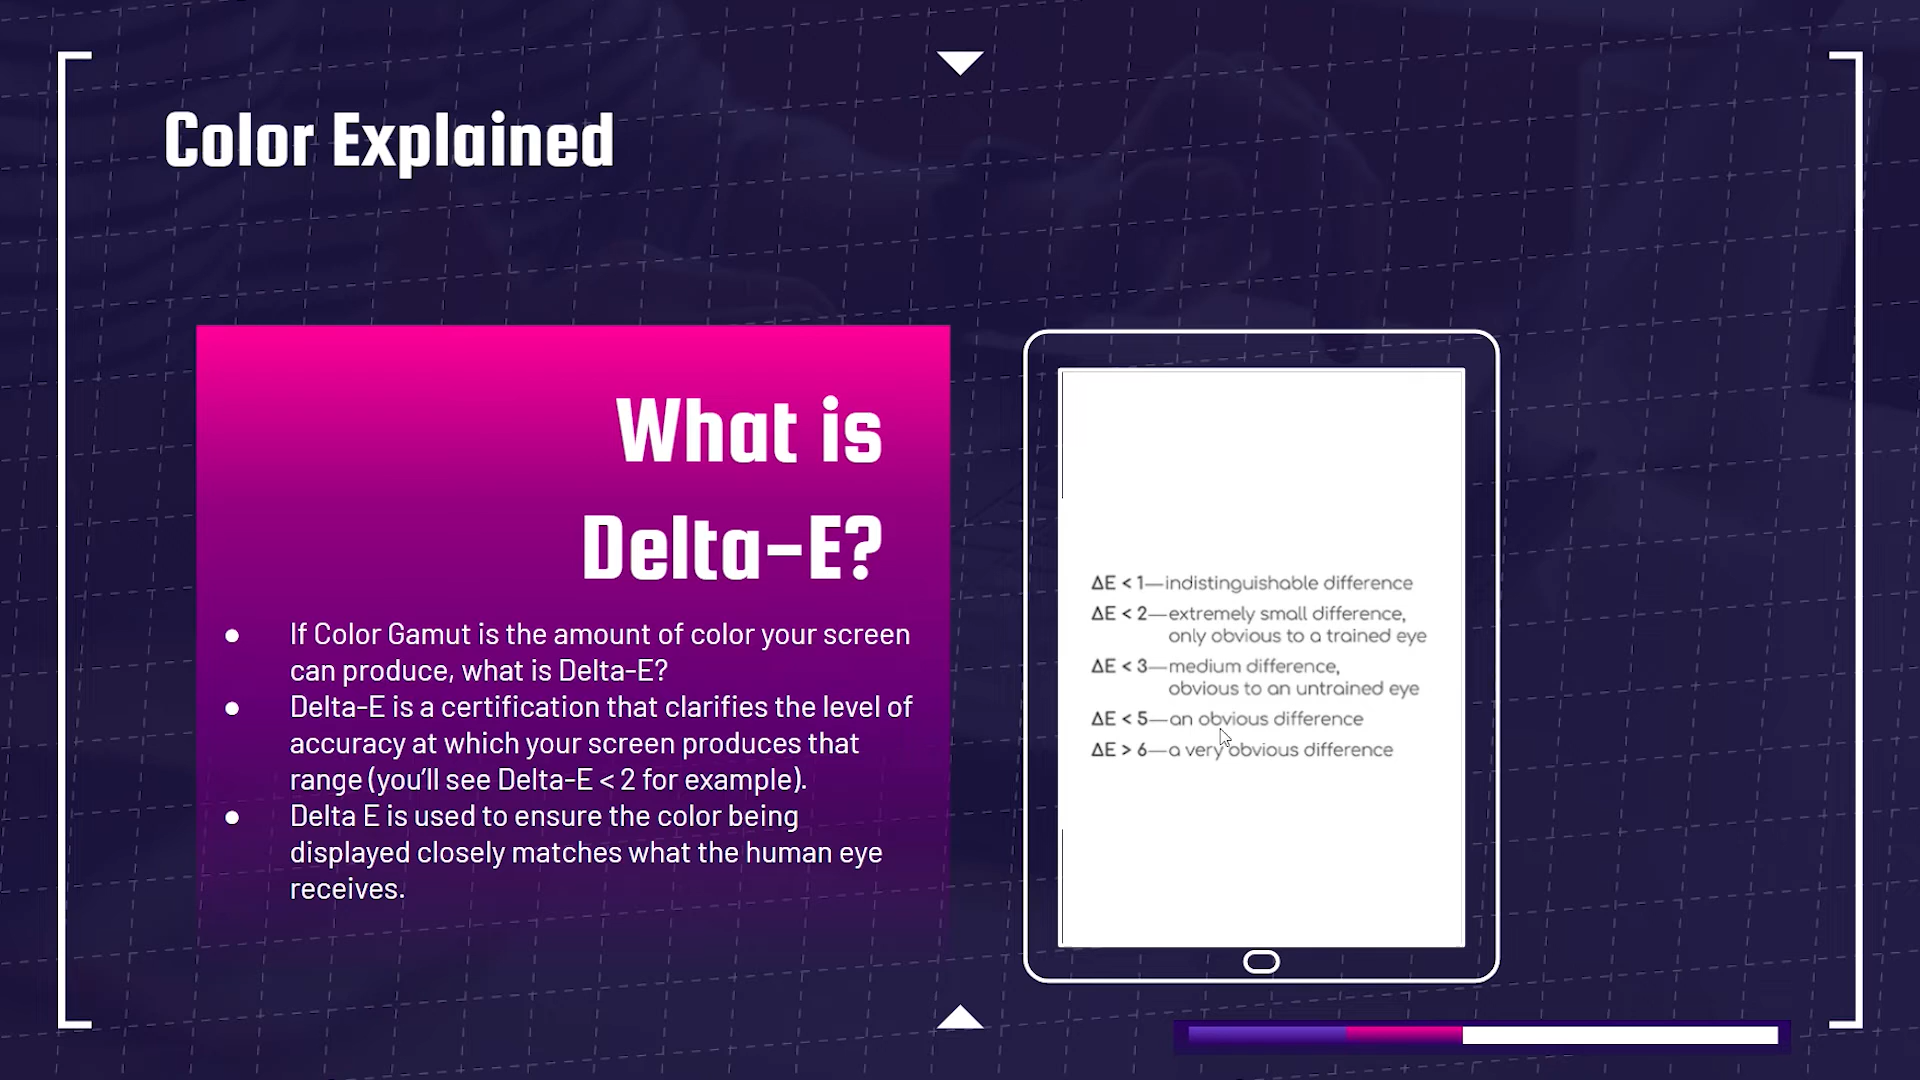 Color Explained
What is
Delta–E?
● If Color Gamut is the amount of color your screen
can produce, what is Delta-E?
● Delta-E is a certification that clarifies the level of
accuracy at which your screen produces that
range (you'll see Delta-E < 2 for example).
● Delta E is used to ensure the color being
displayed closely matches what the human eye
receives.
ΔE < 1—indistinguishable difference
ΔE < 2—extremely small difference,
only obvious to a trained eye
ΔE < 3—medium difference,
obvious to an untrained eye
ΔE < 5—an obvious difference
ΔE > 6—a very obvious difference